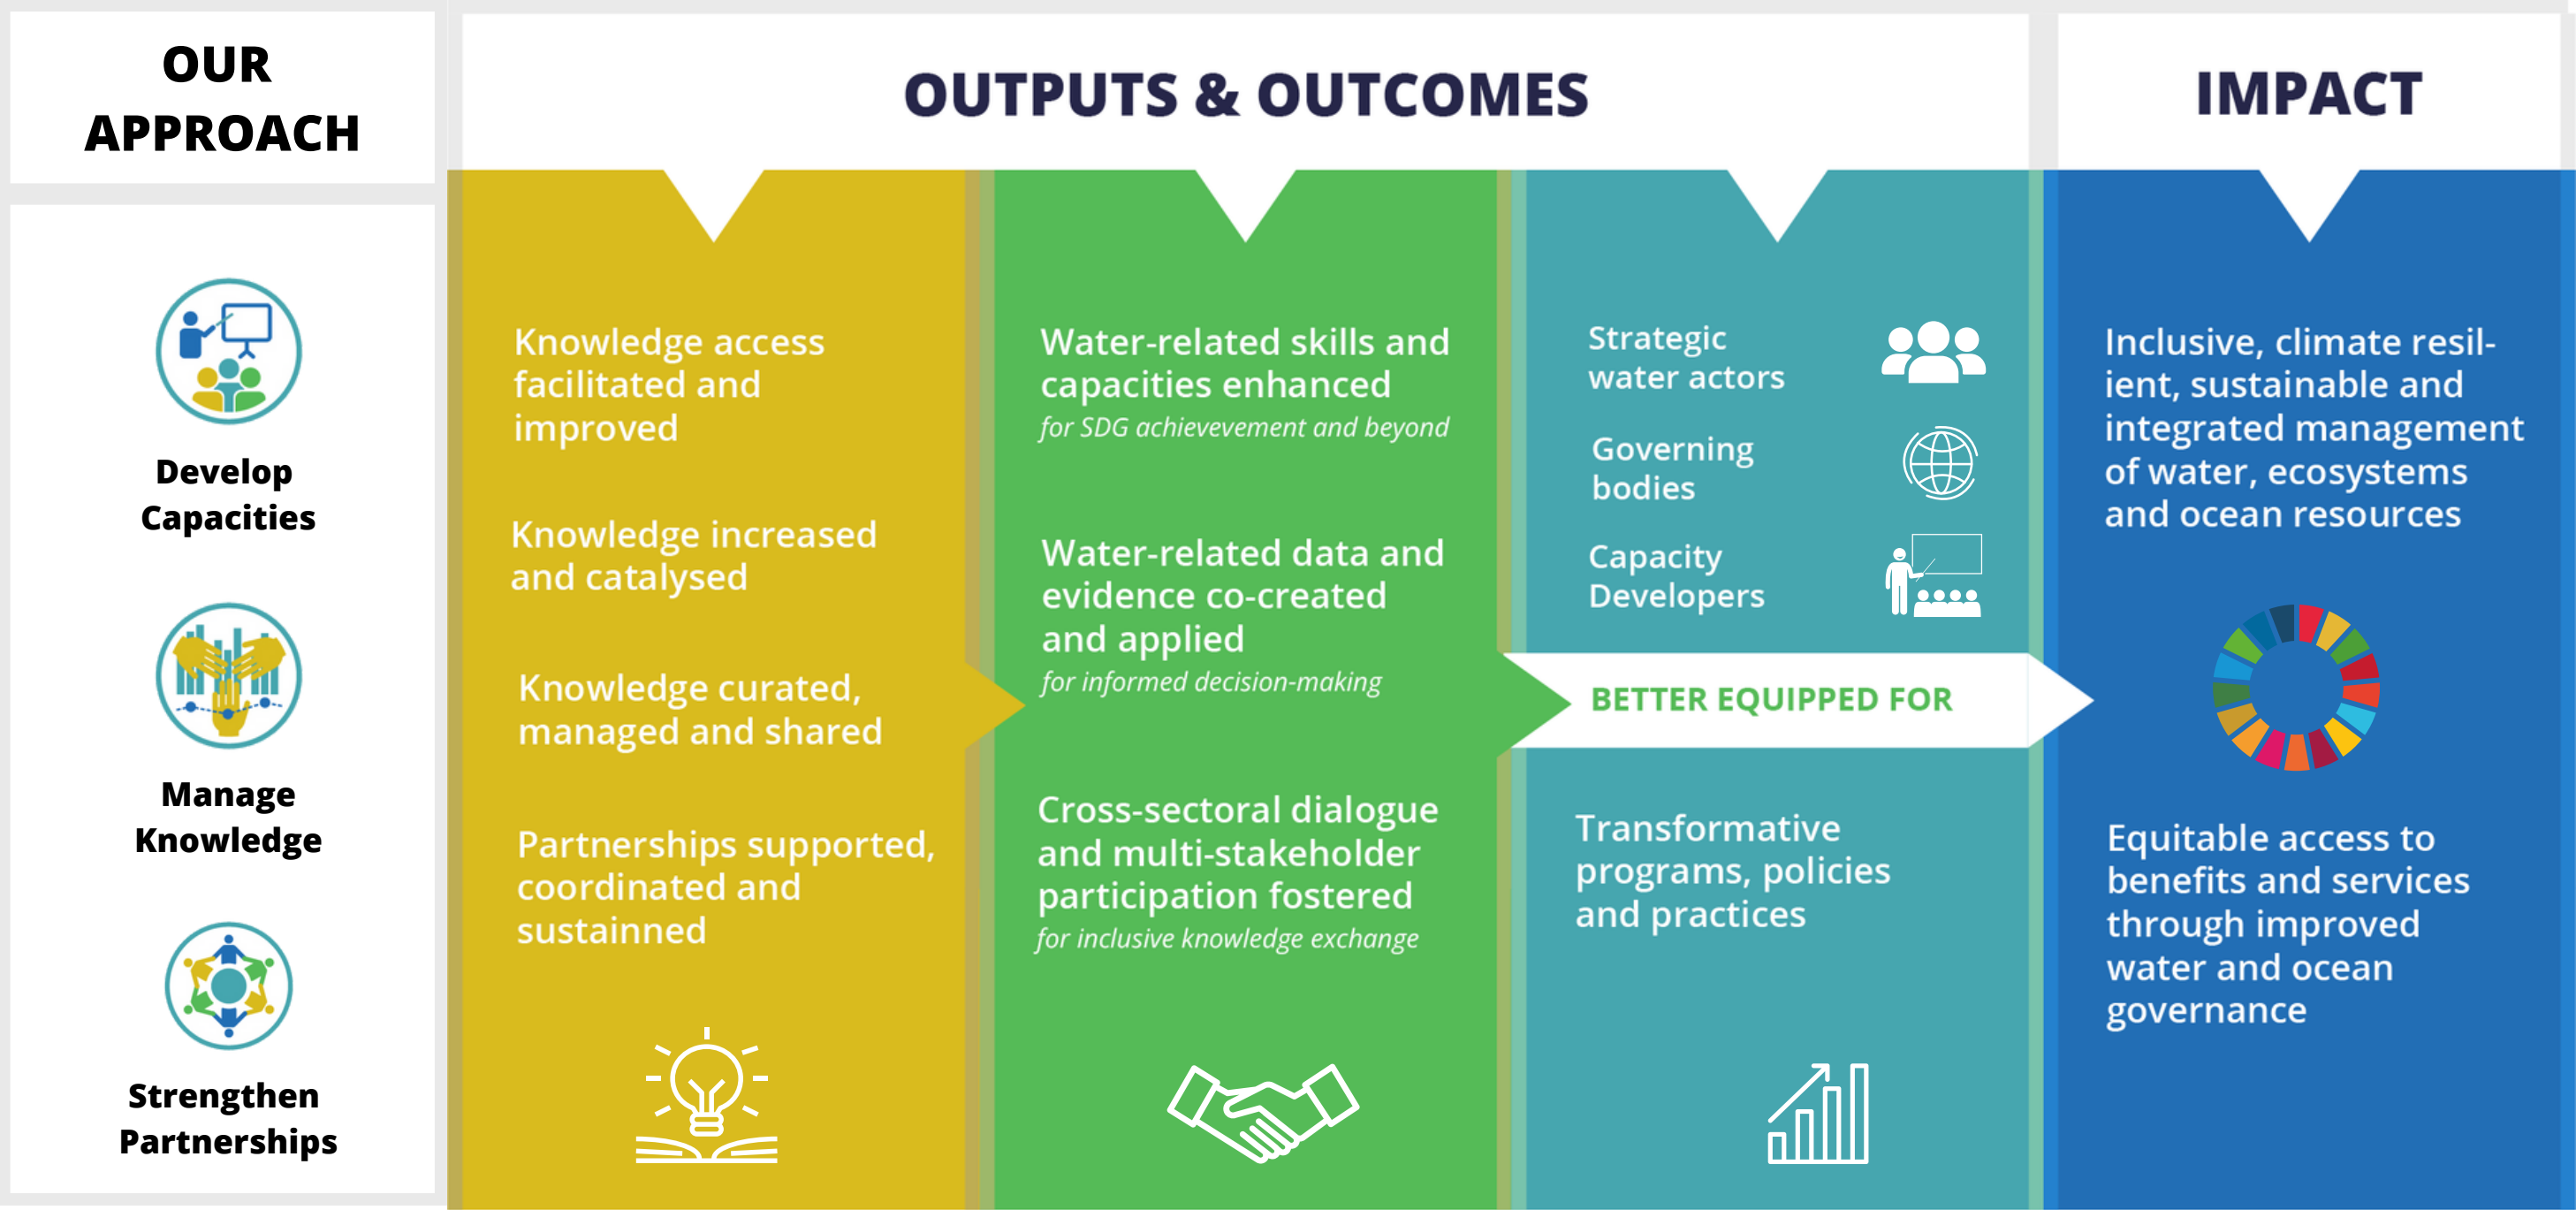 OUR
APPROACH
Develop
Capacities
Manage
Knowledge
Strengthen
Partnerships
OUTPUTS & OUTCOMES
Knowledge access
facilitated and
improved
Knowledge increased
and catalysed
Knowledge curated,
managed and shared
Partnerships supported,
coordinated and
sustainned
Water-related skills and
capacities enhanced
for SDG achievevement and beyond
Water-related data and
evidence co-created
and applied
for informed decision-making
Cross-sectoral dialogue
and multi-stakeholder
participation fostered
for inclusive knowledge exchange
Strategic
water actors
Governing
bodies
Capacity
Developers
BETTER EQUIPPED FOR
Transformative
programs, policies
and practices
IMPACT
Inclusive, climate resil-
ient, sustainable and
integrated management
of water, ecosystems
and ocean resources
Equitable access to
benefits and services
through improved
water and ocean
governance